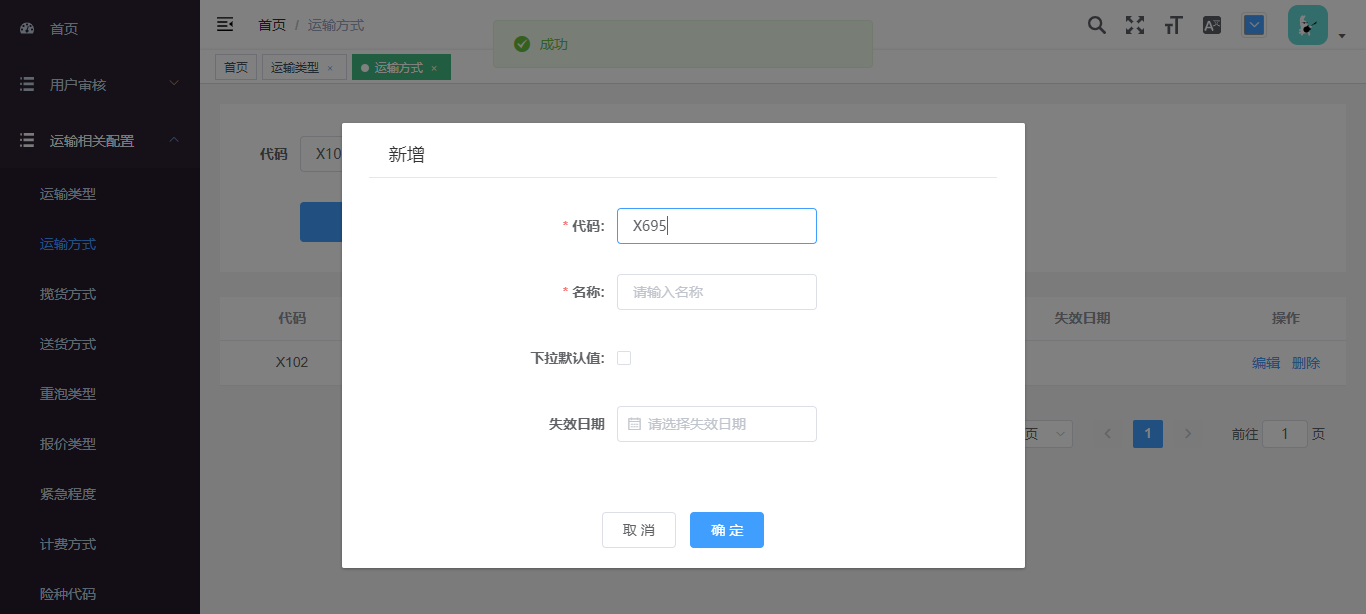 首页
用户审核
运输相关配置
运输类型
运输方式
揽货方式
送货方式
重泡类型
报价类型
紧急程度
计费方式
险种代码
首页 / 运输方式
成功
首页
运输类型 ×
运输方式 ×
代码 X10
新增
* 代码: X695
* 名称: 请输入名称
下拉默认值:
失效日期 请选择失效日期
取 消 确 定
代码 失效日期 操作
X102 编辑 删除
页 1 前往 1 页